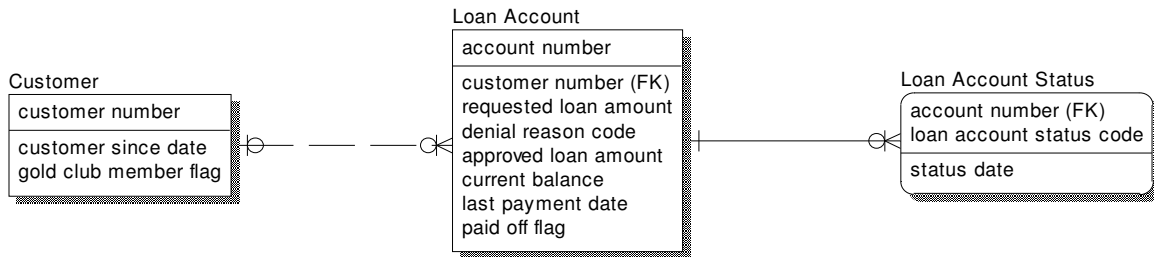 Customer
customer number
customer since date
gold club member flag
Loan Account
account number
customer number (FK)
requested loan amount
denial reason code
approved loan amount
current balance
last payment date
paid off flag
Loan Account Status
account number (FK)
loan account status code
status date